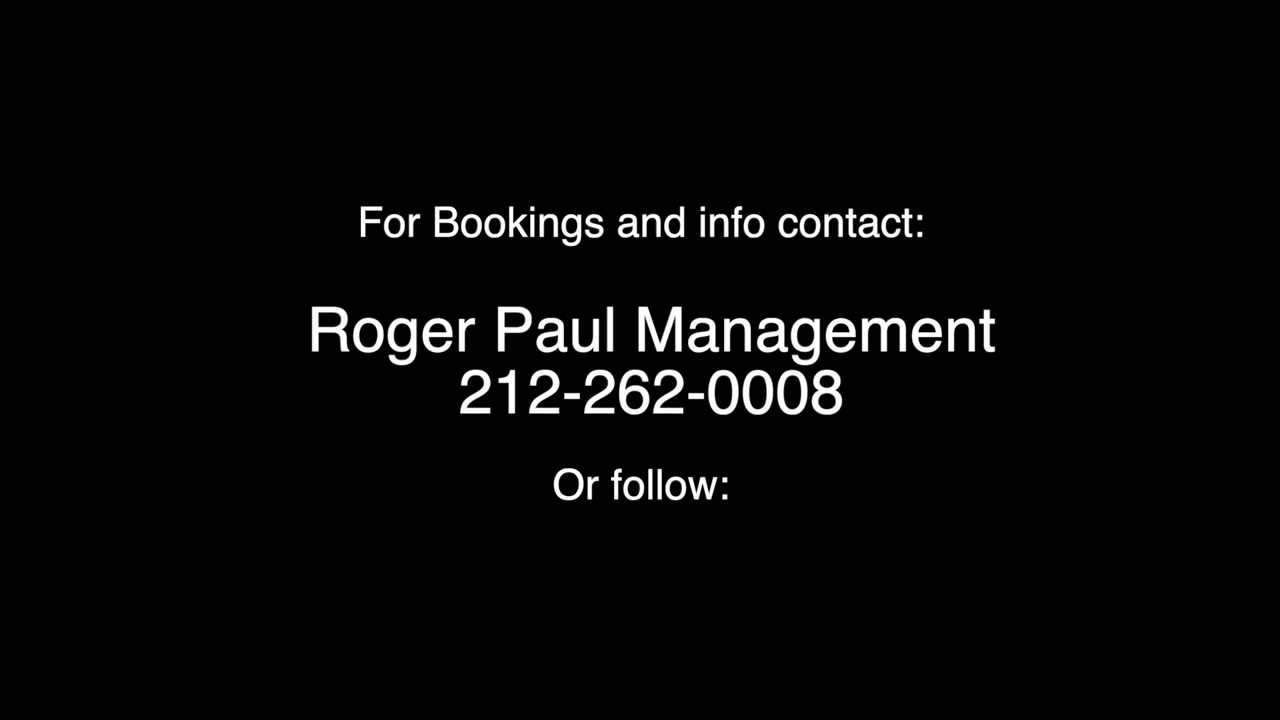 For Bookings and info contact:
Roger Paul Management
212-262-0008
Or follow: